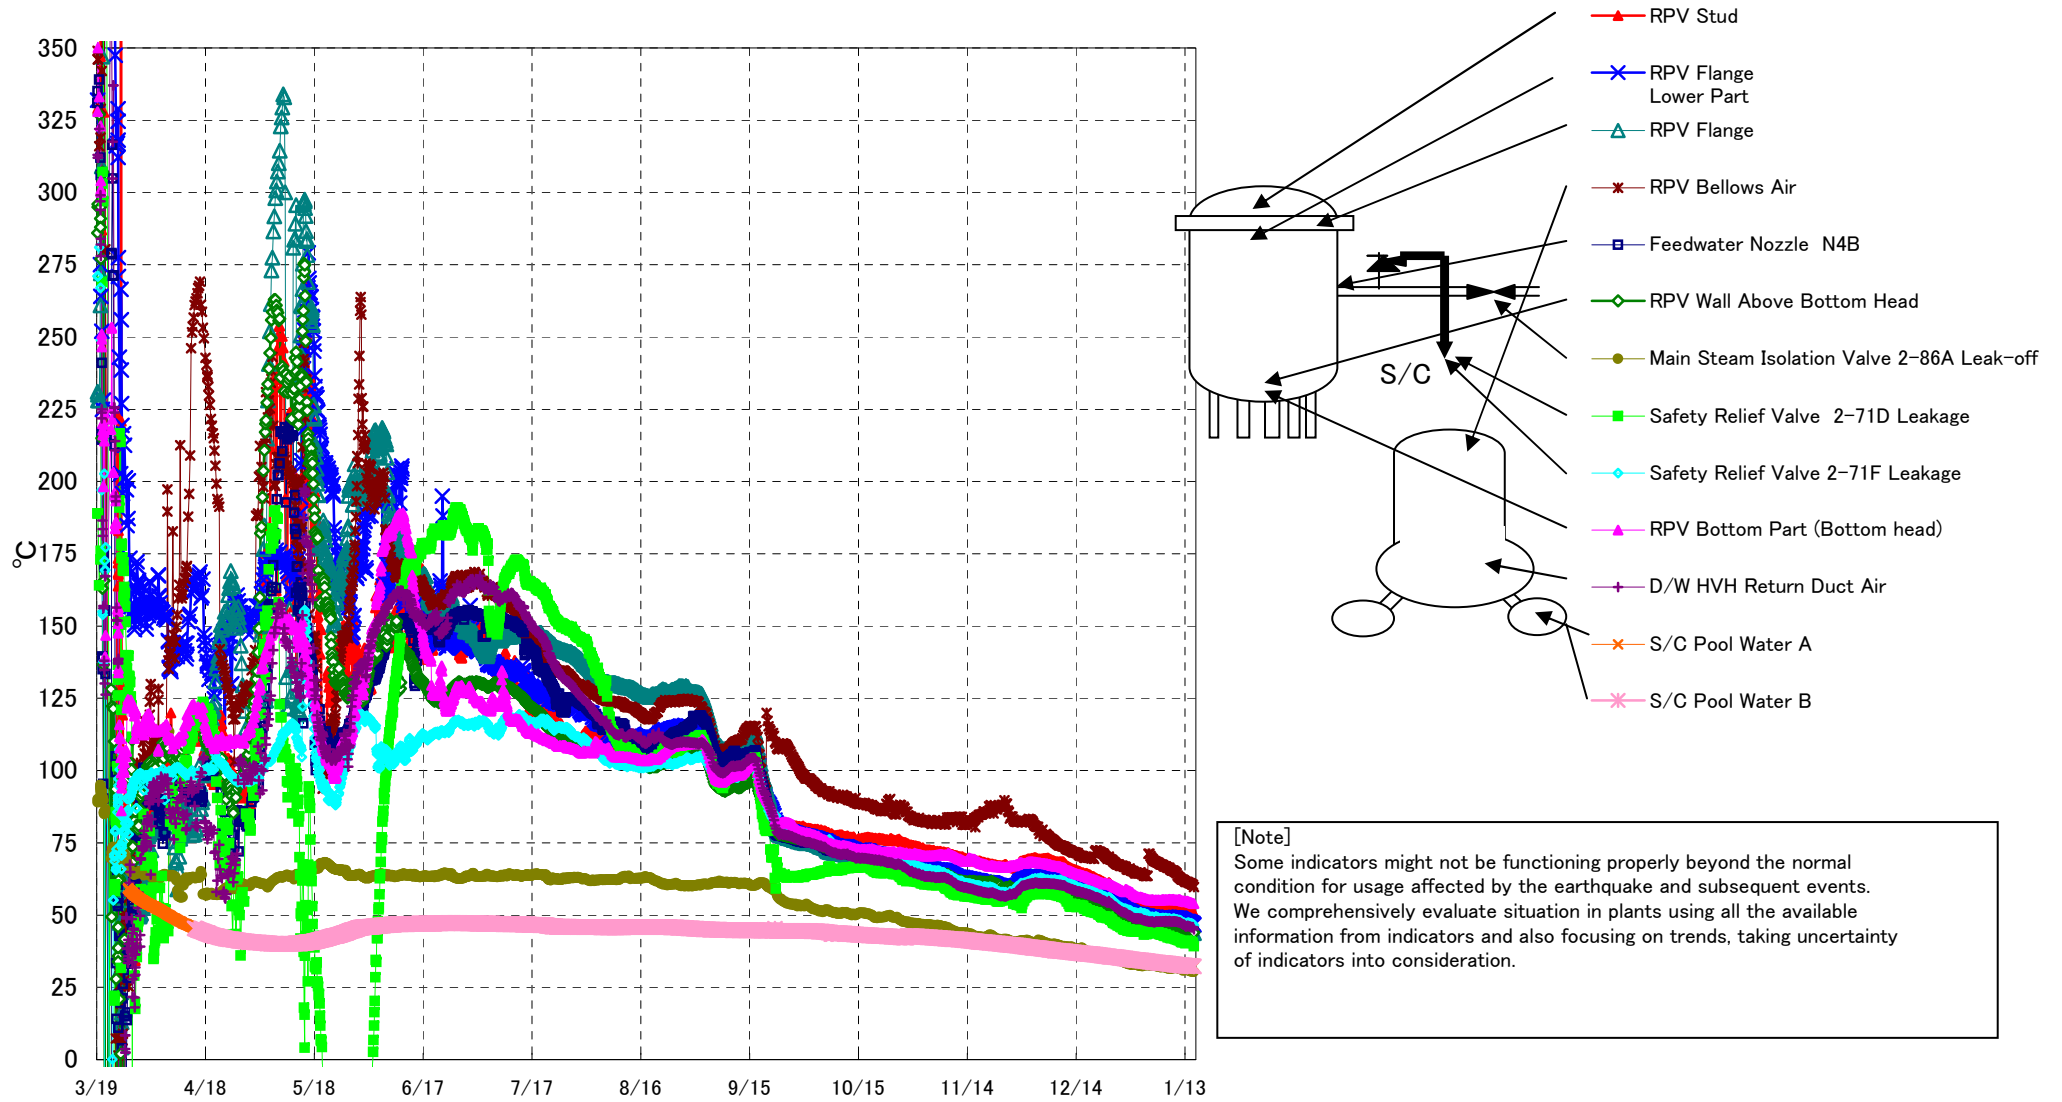 °C
350
325
300
275
250
225
200
175
150
125
100
75
50
25
0
3/19 4/18 5/18 6/17 7/17 8/16 9/15 10/15 11/14 12/14 1/13
RPV Stud
RPV Flange
Lower Part
RPV Flange
RPV Bellows Air
Feedwater Nozzle N4B
RPV Wall Above Bottom Head
Main Steam Isolation Valve 2-86A Leak-off
Safety Relief Valve 2-71D Leakage
Safety Relief Valve 2-71F Leakage
RPV Bottom Part (Bottom head)
D/W HVH Return Duct Air
S/C Pool Water A
S/C Pool Water B
S/C
[Note]
Some indicators might not be functioning properly beyond the normal
condition for usage affected by the earthquake and subsequent events.
We comprehensively evaluate situation in plants using all the available
information from indicators and also focusing on trends, taking uncertainty
of indicators into consideration.